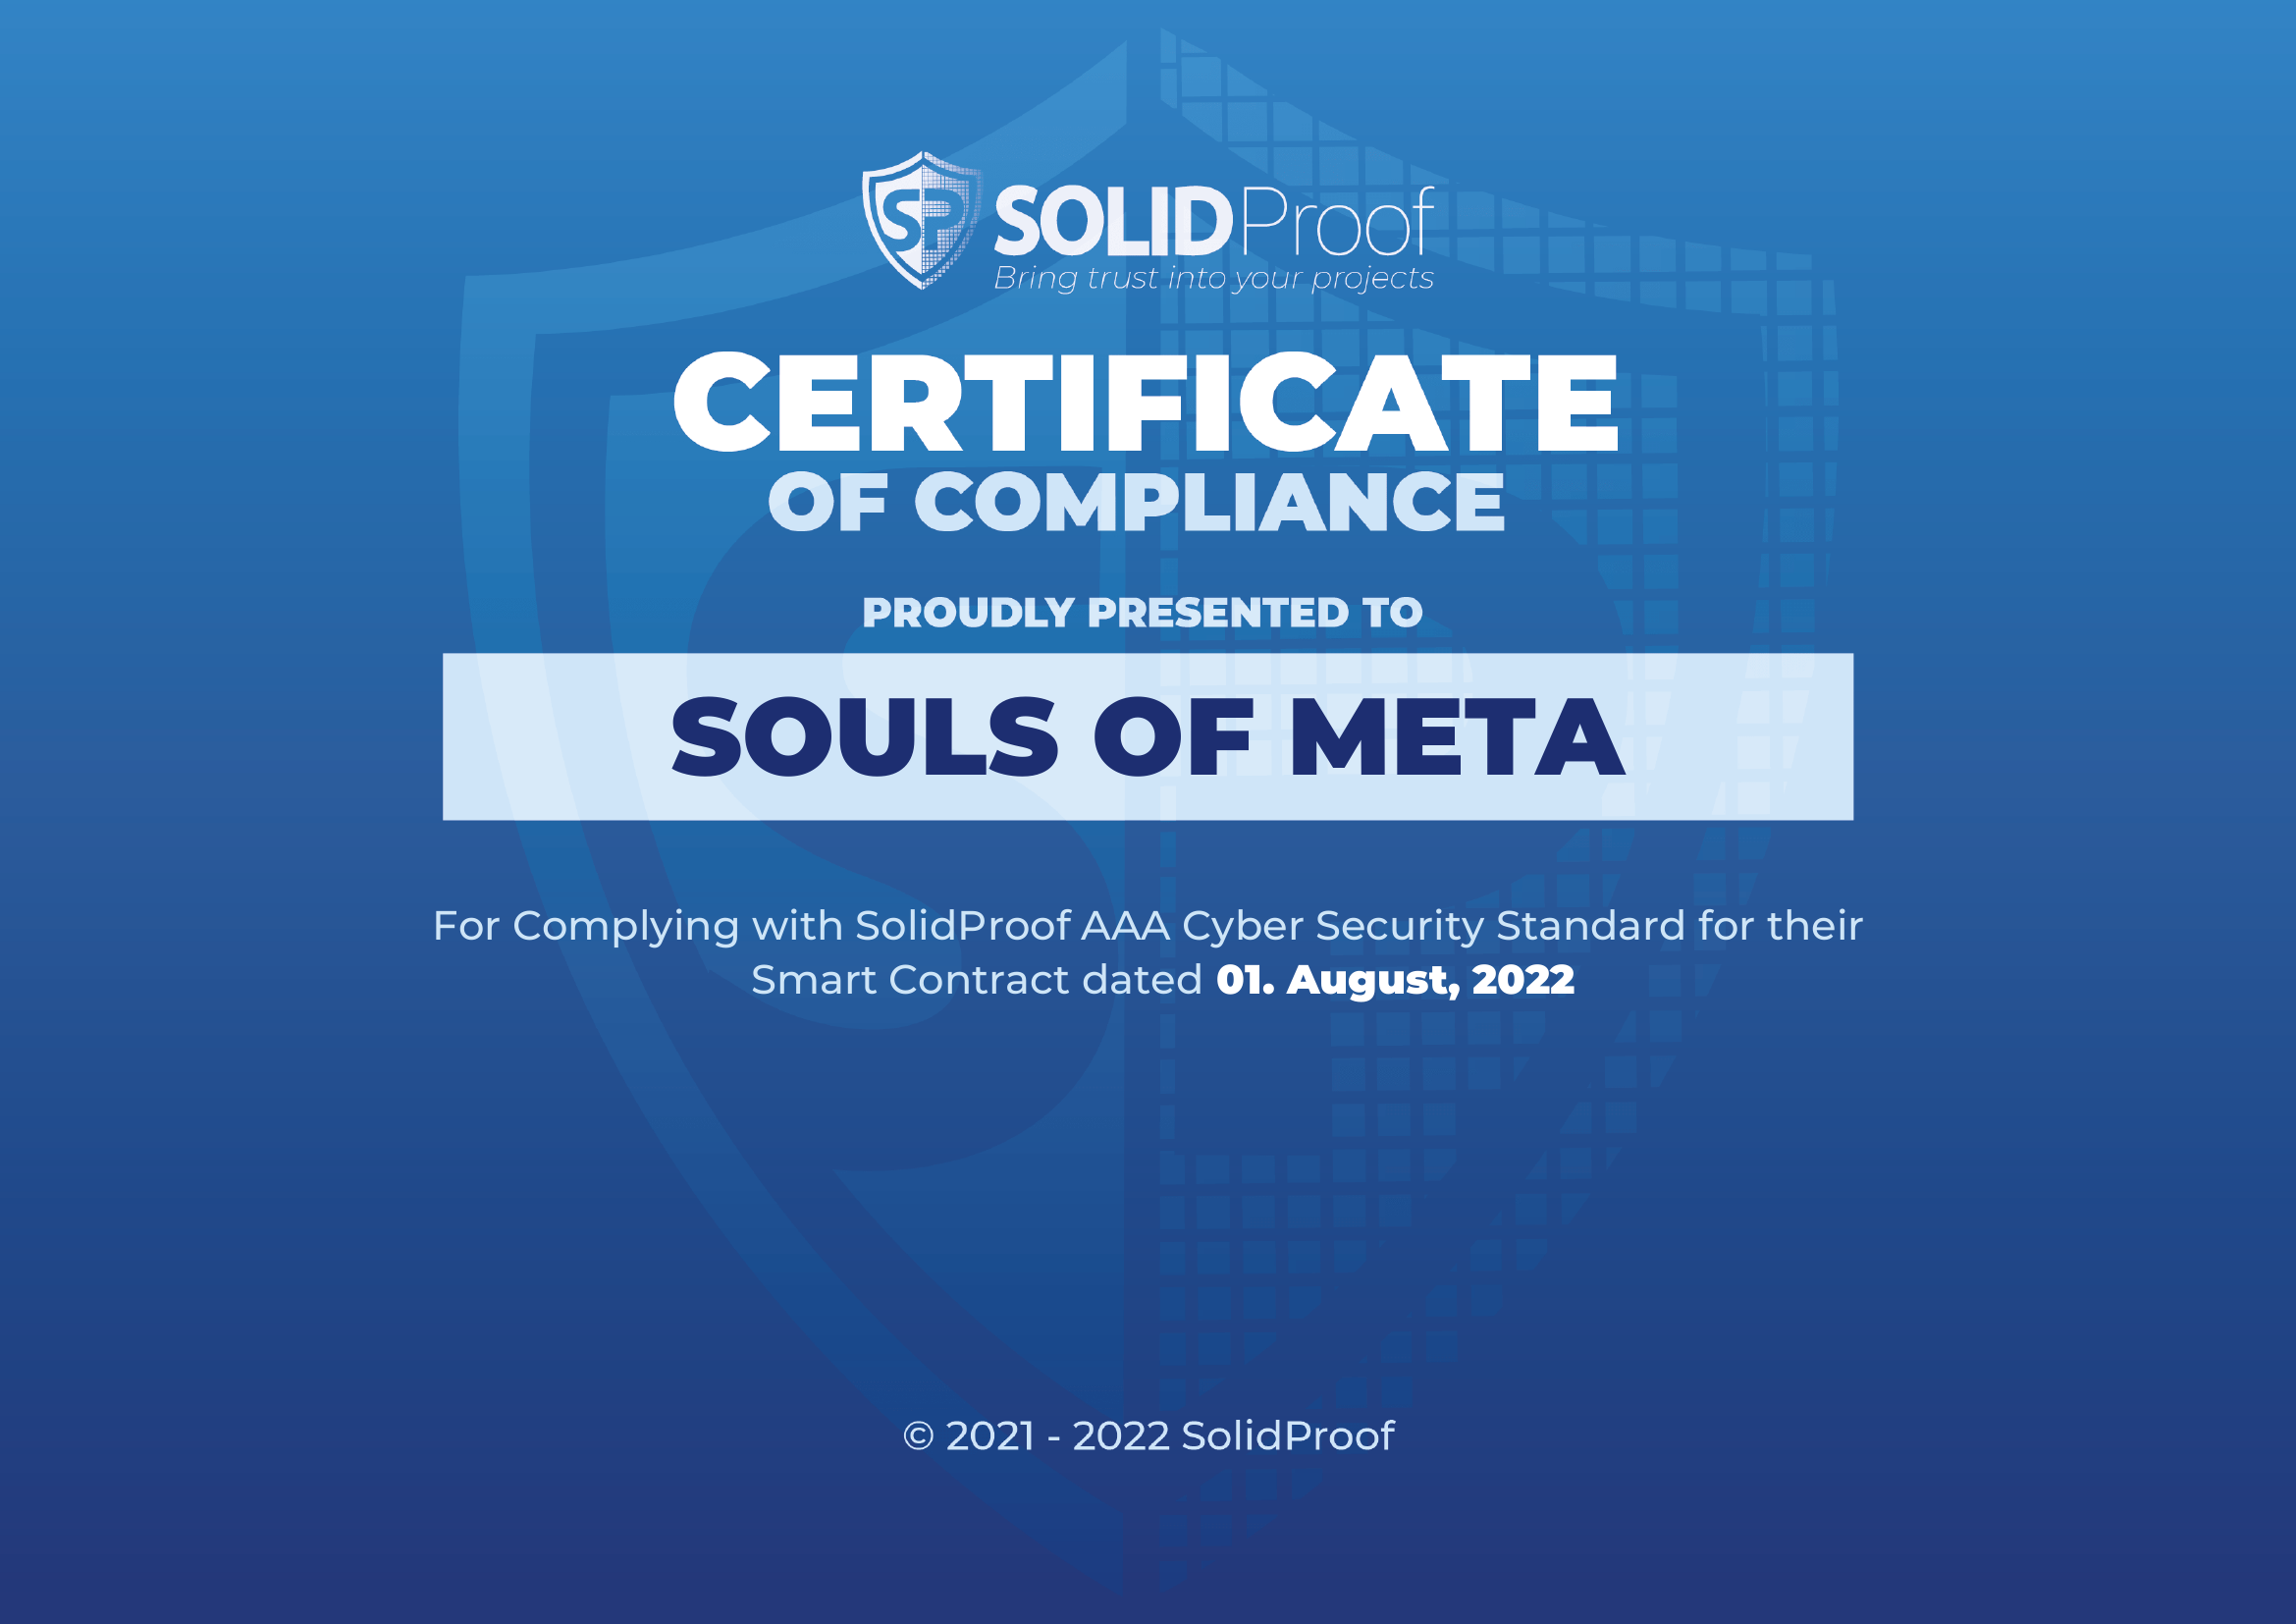 SP SOLIDProof
Bring trust into your projects
CERTIFICATE
OF COMPLIANCE
PROUDLY PRESENTED TO
SOULS OF META
For Complying with SolidProof AAA Cyber Security Standard for their
Smart Contract dated 01. August, 2022
© 2021 - 2022 SolidProof